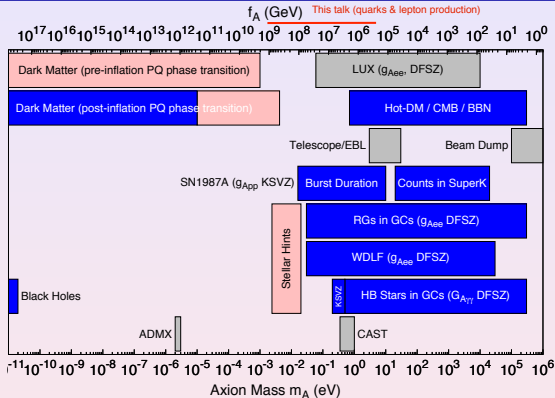 f_A (GeV) This talk (quarks & lepton production)
10^17 10^16 10^15 10^14 10^13 10^12 10^11 10^10 10^9 10^8 10^7 10^6 10^5 10^4 10^3 10^2 10^1 10^0
Dark Matter (pre-inflation PQ phase transition)
LUX (g_Aee, DFSZ)
Dark Matter (post-inflation PQ phase transition)
Hot-DM / CMB / BBN
Telescope/EBL
Beam Dump
SN1987A (g_App KSVZ)
Burst Duration
Counts in SuperK
Stellar Hints
RGs in GCs (g_Aee DFSZ)
WDLF (g_Aee DFSZ)
Black Holes
KSVZ
HB Stars in GCs (G_Aγγ DFSZ)
ADMX
CAST
10^-11 10^-10 10^-9 10^-8 10^-7 10^-6 10^-5 10^-4 10^-3 10^-2 10^-1 10^0 10^1 10^2 10^3 10^4 10^5 10^6
Axion Mass m_A (eV)